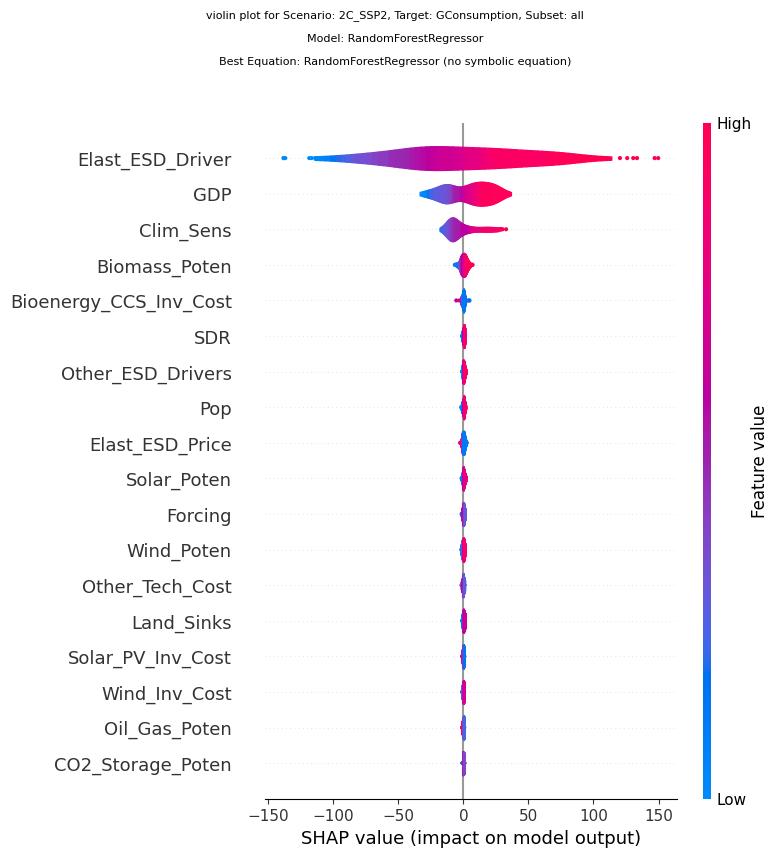 violin plot for Scenario: 2C_SSP2, Target: GConsumption, Subset: all
Model: RandomForestRegressor
Best Equation: RandomForestRegressor (no symbolic equation)
High
Elast_ESD_Driver
GDP
Clim_Sens
Biomass_Poten
Bioenergy_CCS_Inv_Cost
SDR
Other_ESD_Drivers
Pop
Elast_ESD_Price
Solar_Poten
Forcing
Wind_Poten
Other_Tech_Cost
Land_Sinks
Solar_PV_Inv_Cost
Wind_Inv_Cost
Oil_Gas_Poten
CO2_Storage_Poten
Feature value
Low
−150 −100 −50 0 50 100 150
SHAP value (impact on model output)